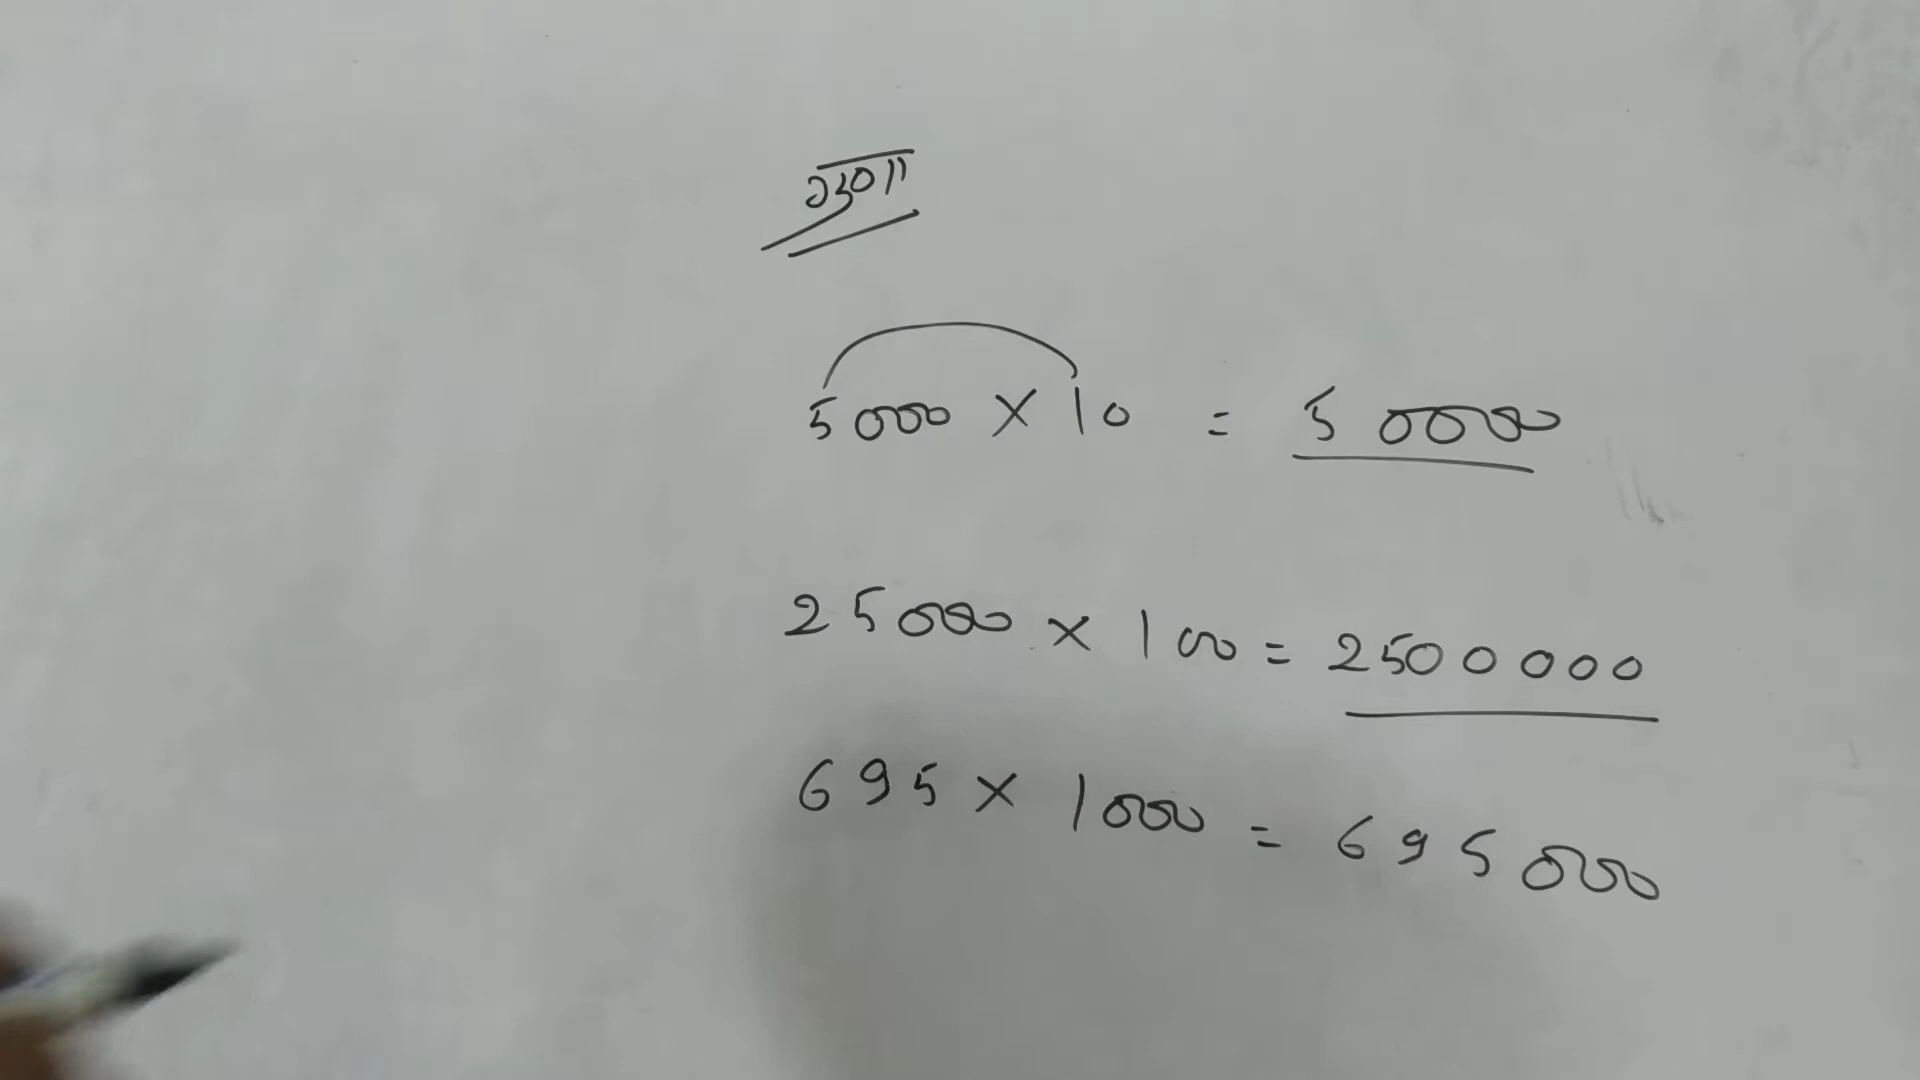 5000 × 10 = 50000
25000 × 100 = 2500000
695 × 1000 = 695000